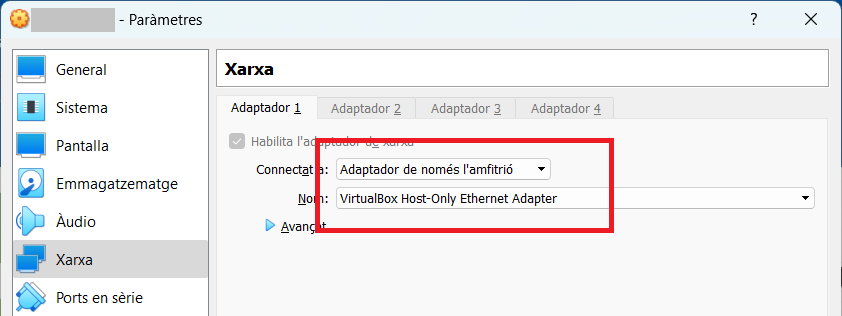 - Paràmetres
?
General
Sistema
Pantalla
Emmagatzematge
Àudio
Xarxa
Ports en sèrie
Xarxa
Adaptador 1 Adaptador 2 Adaptador 3 Adaptador 4
Habilita l'adaptador de xarxa
Connectat a: Adaptador de només l'amfitrió
Nom: VirtualBox Host-Only Ethernet Adapter
Avançat